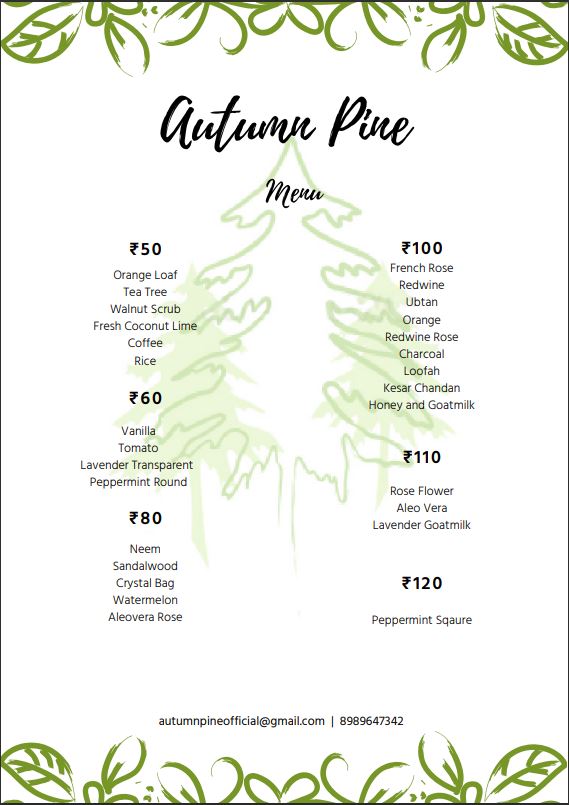 Autumn Pine
Menu
₹50
Orange Loaf
Tea Tree
Walnut Scrub
Fresh Coconut Lime
Coffee
Rice
₹60
Vanilla
Tomato
Lavender Transparent
Peppermint Round
₹80
Neem
Sandalwood
Crystal Bag
Watermelon
Aleovera Rose
₹100
French Rose
Redwine
Ubtan
Orange
Redwine Rose
Charcoal
Loofah
Kesar Chandan
Honey and Goatmilk
₹110
Rose Flower
Aleo Vera
Lavender Goatmilk
₹120
Peppermint Sqaure
autumnpineofficial@gmail.com | 8989647342